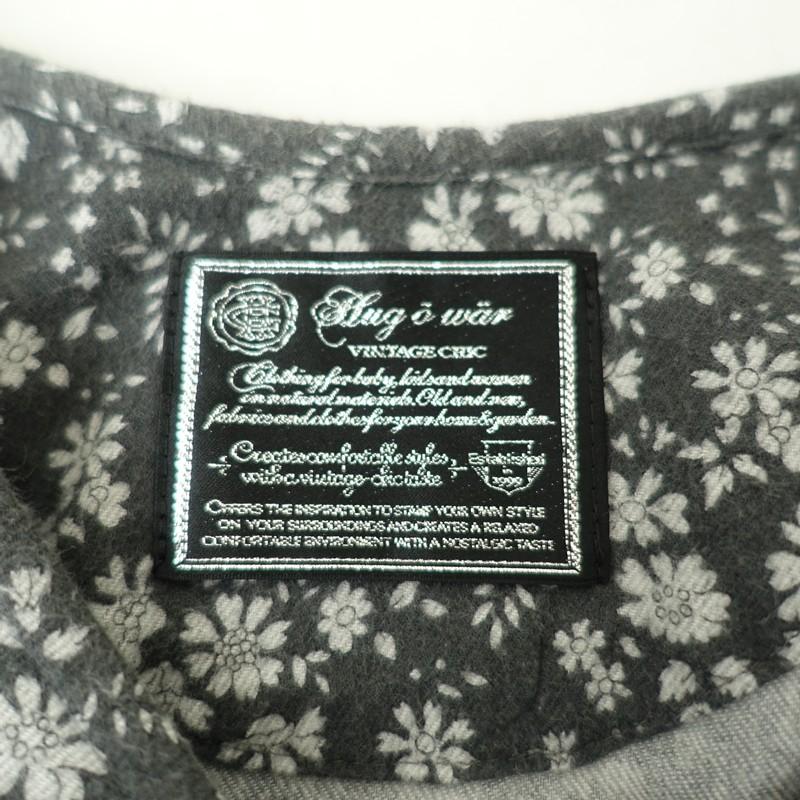 Hug ō wär
VINTAGE CHIC
Clothing for baby, kids and women
in natural materials. Old and new,
fabrics and clothes for your home & garden.
Creates comfortable styles
with a vintage-chic taste
Established
in
1999
OFFERS THE INSPIRATION TO STAMP YOUR OWN STYLE
ON YOUR SURROUNDINGS AND CREATES A RELAXED
COMFORTABLE ENVIRONMENT WITH A NOSTALGIC TASTE